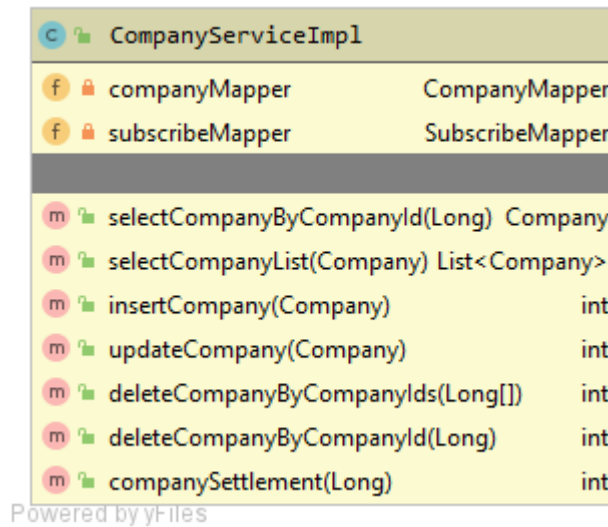 CompanyServiceImpl
companyMapper CompanyMapper
subscribeMapper SubscribeMapper
selectCompanyByCompanyId(Long) Company
selectCompanyList(Company) List<Company>
insertCompany(Company) int
updateCompany(Company) int
deleteCompanyByCompanyIds(Long[]) int
deleteCompanyByCompanyId(Long) int
companySettlement(Long) int
Powered by yFiles